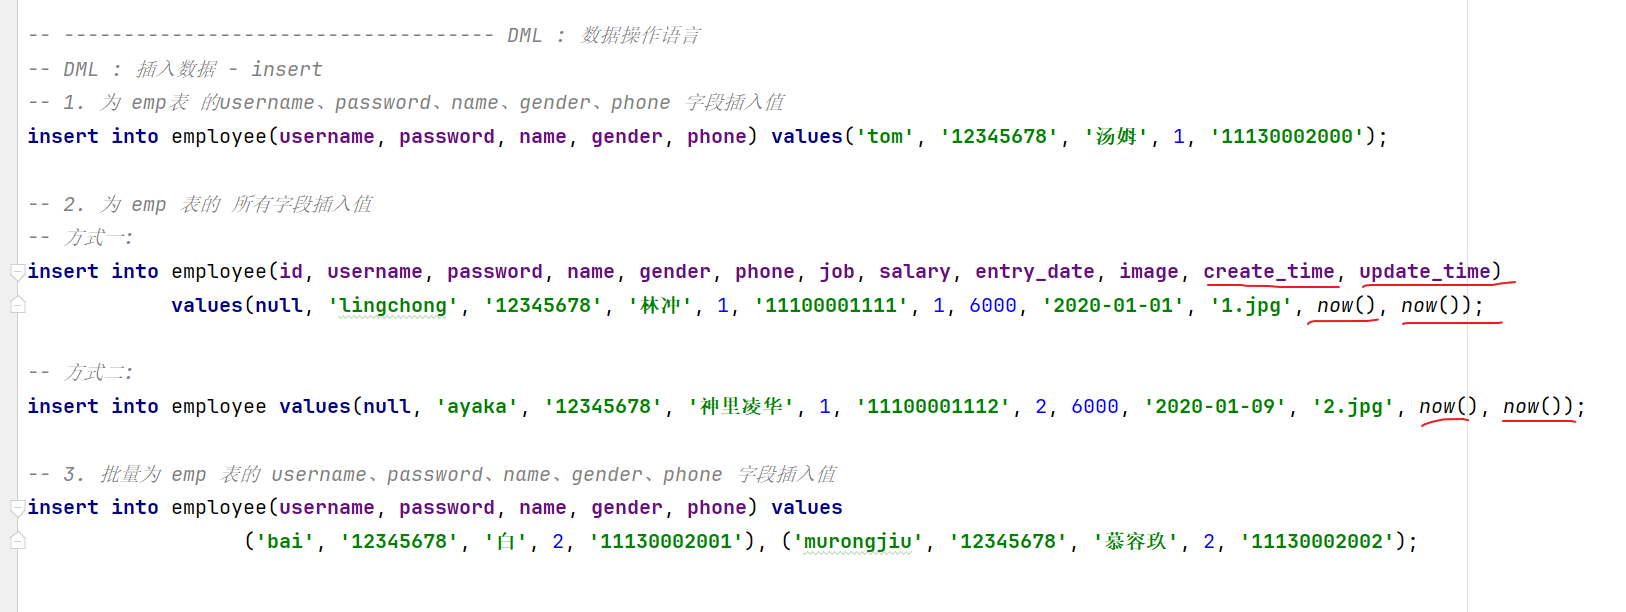 -- ------------------------------------ DML : 数据操作语言
-- DML : 插入数据 - insert
-- 1. 为 emp表 的username、password、name、gender、phone 字段插入值
insert into employee(username, password, name, gender, phone) values('tom', '12345678', '汤姆', 1, '11130002000');
-- 2. 为 emp 表的 所有字段插入值
-- 方式一:
insert into employee(id, username, password, name, gender, phone, job, salary, entry_date, image, create_time, update_time)
values(null, 'lingchong', '12345678', '林冲', 1, '11100001111', 1, 6000, '2020-01-01', '1.jpg', now(), now());
-- 方式二:
insert into employee values(null, 'ayaka', '12345678', '神里凌华', 1, '11100001112', 2, 6000, '2020-01-09', '2.jpg', now(), now());
-- 3. 批量为 emp 表的 username、password、name、gender、phone 字段插入值
insert into employee(username, password, name, gender, phone) values
('bai', '12345678', '白', 2, '11130002001'), ('murongjiu', '12345678', '慕容玖', 2, '11130002002');